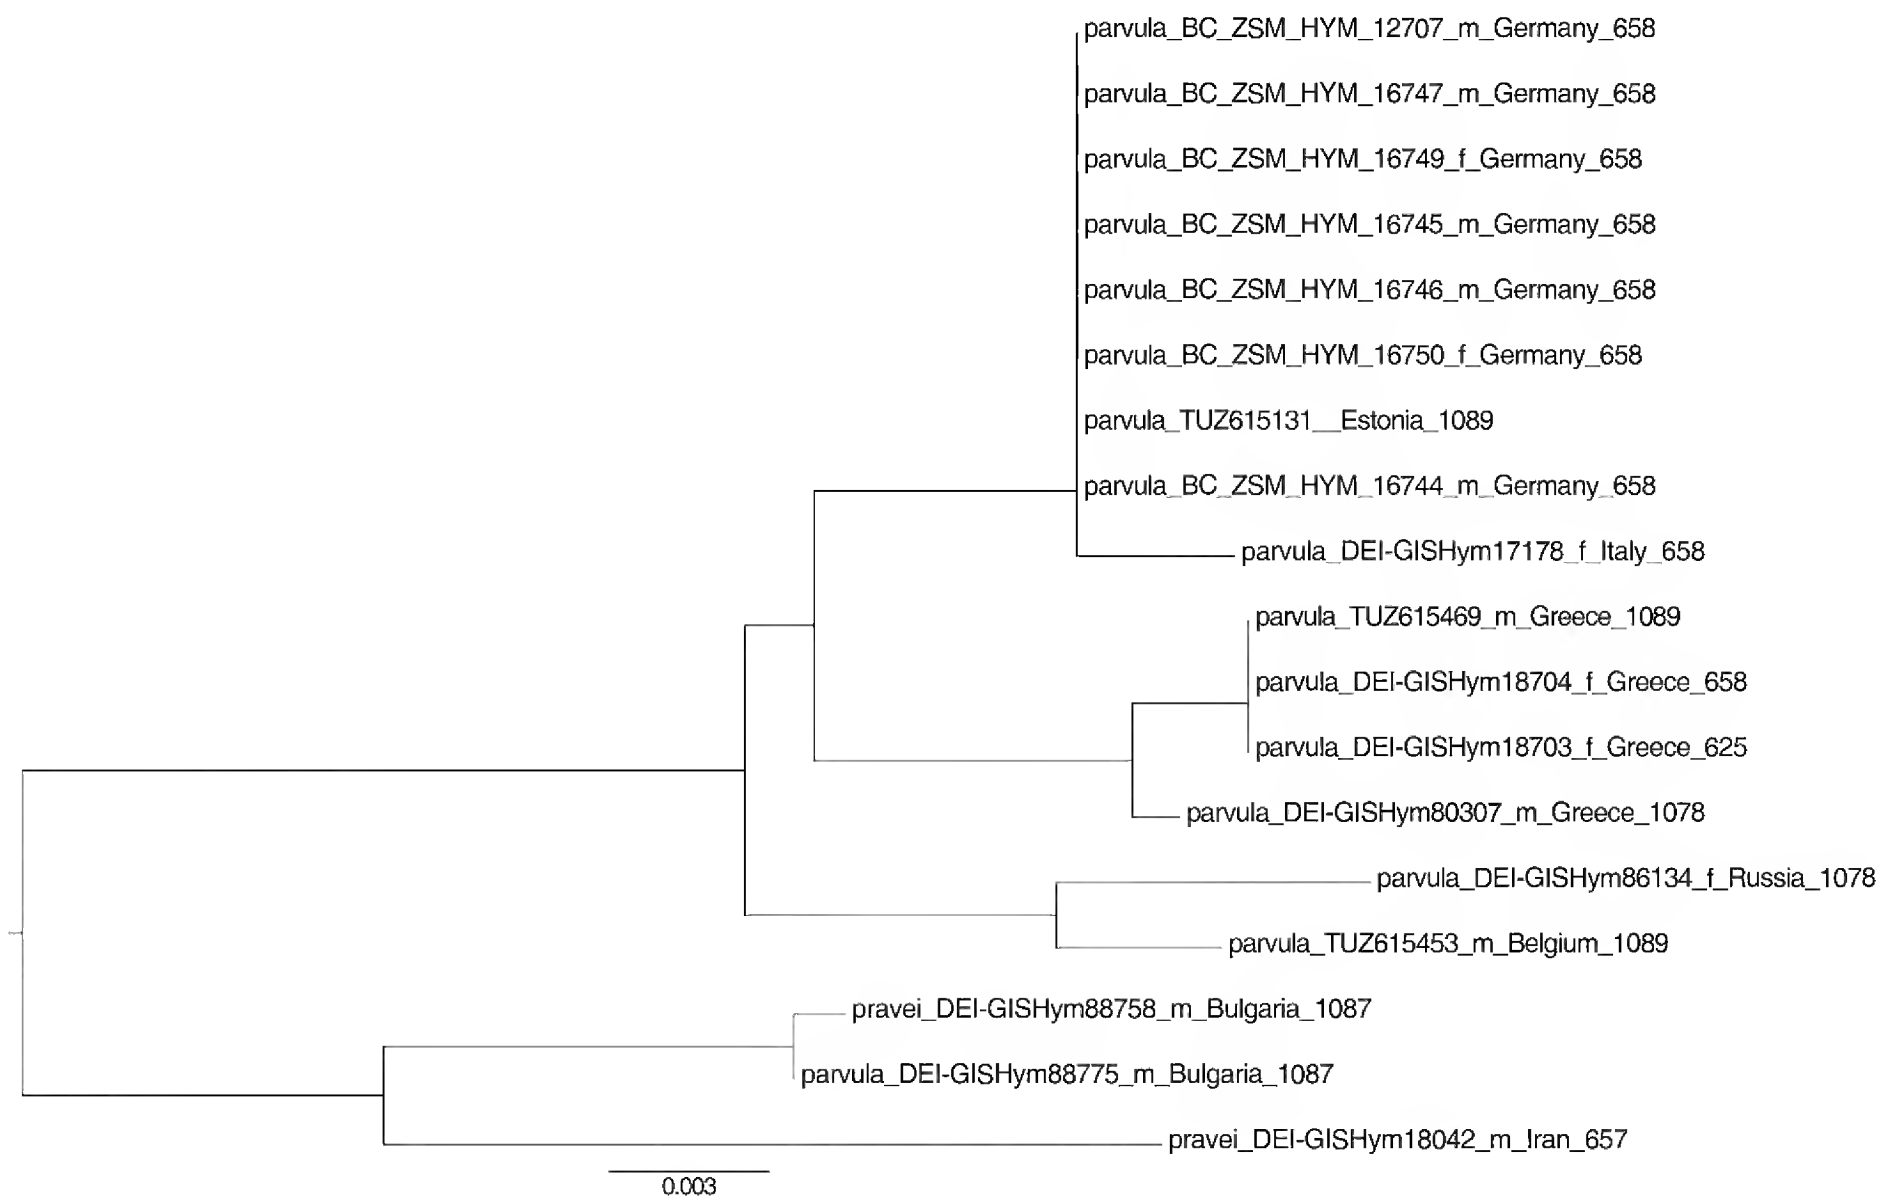 parvula_BC_ZSM_HYM_12707_m_Germany_658
parvula_BC_ZSM_HYM_16747_m_Germany_658
parvula_BC_ZSM_HYM_16749_f_Germany_658
parvula_BC_ZSM_HYM_16745_m_Germany_658
parvula_BC_ZSM_HYM_16746_m_Germany_658
parvula_BC_ZSM_HYM_16750_f_Germany_658
parvula_TUZ615131__Estonia_1089
parvula_BC_ZSM_HYM_16744_m_Germany_658
parvula_DEI-GISHym17178_f_Italy_658
parvula_TUZ615469_m_Greece_1089
parvula_DEI-GISHym18704_f_Greece_658
parvula_DEI-GISHym18703_f_Greece_625
parvula_DEI-GISHym80307_m_Greece_1078
parvula_DEI-GISHym86134_f_Russia_1078
parvula_TUZ615453_m_Belgium_1089
pravei_DEI-GISHym88758_m_Bulgaria_1087
parvula_DEI-GISHym88775_m_Bulgaria_1087
pravei_DEI-GISHym18042_m_Iran_657
0.003